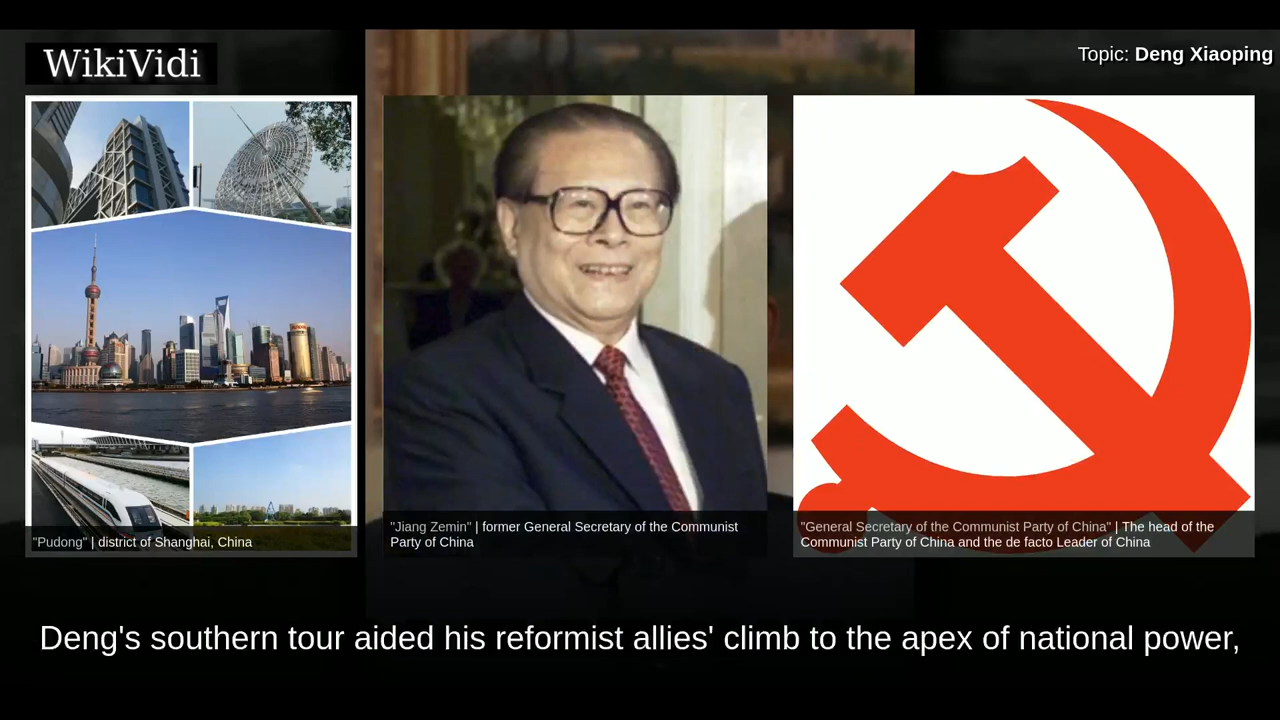 WikiVidi
Topic: Deng Xiaoping
"Pudong" | district of Shanghai, China
"Jiang Zemin" | former General Secretary of the Communist
Party of China
"General Secretary of the Communist Party of China" | The head of the
Communist Party of China and the de facto Leader of China
Deng's southern tour aided his reformist allies' climb to the apex of national power,